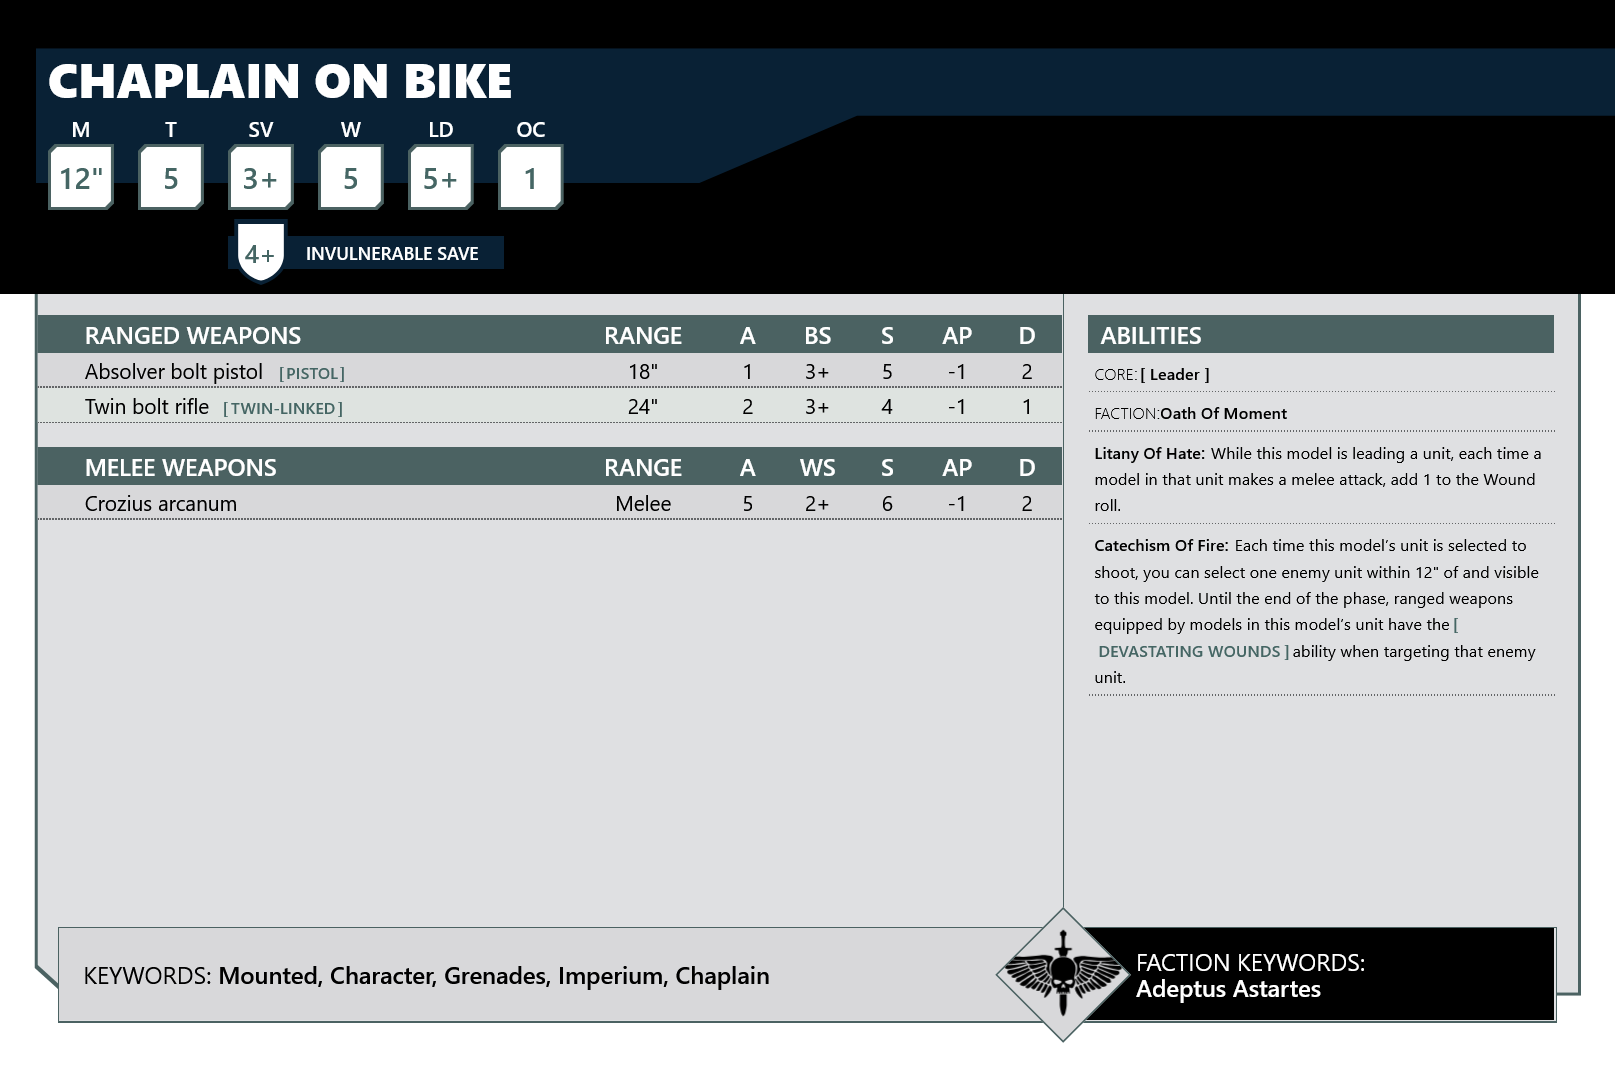 CHAPLAIN ON BIKE
M T SV W LD OC
12" 5 3+ 5 5+ 1
4+ INVULNERABLE SAVE
RANGED WEAPONS RANGE A BS S AP D
Absolver bolt pistol [PISTOL] 18" 1 3+ 5 -1 2
Twin bolt rifle [TWIN-LINKED] 24" 2 3+ 4 -1 1
MELEE WEAPONS RANGE A WS S AP D
Crozius arcanum Melee 5 2+ 6 -1 2
ABILITIES
CORE: [ Leader ]
FACTION: Oath Of Moment
Litany Of Hate: While this model is leading a unit, each time a
model in that unit makes a melee attack, add 1 to the Wound
roll.
Catechism Of Fire: Each time this model's unit is selected to
shoot, you can select one enemy unit within 12" of and visible
to this model. Until the end of the phase, ranged weapons
equipped by models in this model's unit have the [
DEVASTATING WOUNDS ] ability when targeting that enemy
unit.
KEYWORDS: Mounted, Character, Grenades, Imperium, Chaplain
FACTION KEYWORDS:
Adeptus Astartes